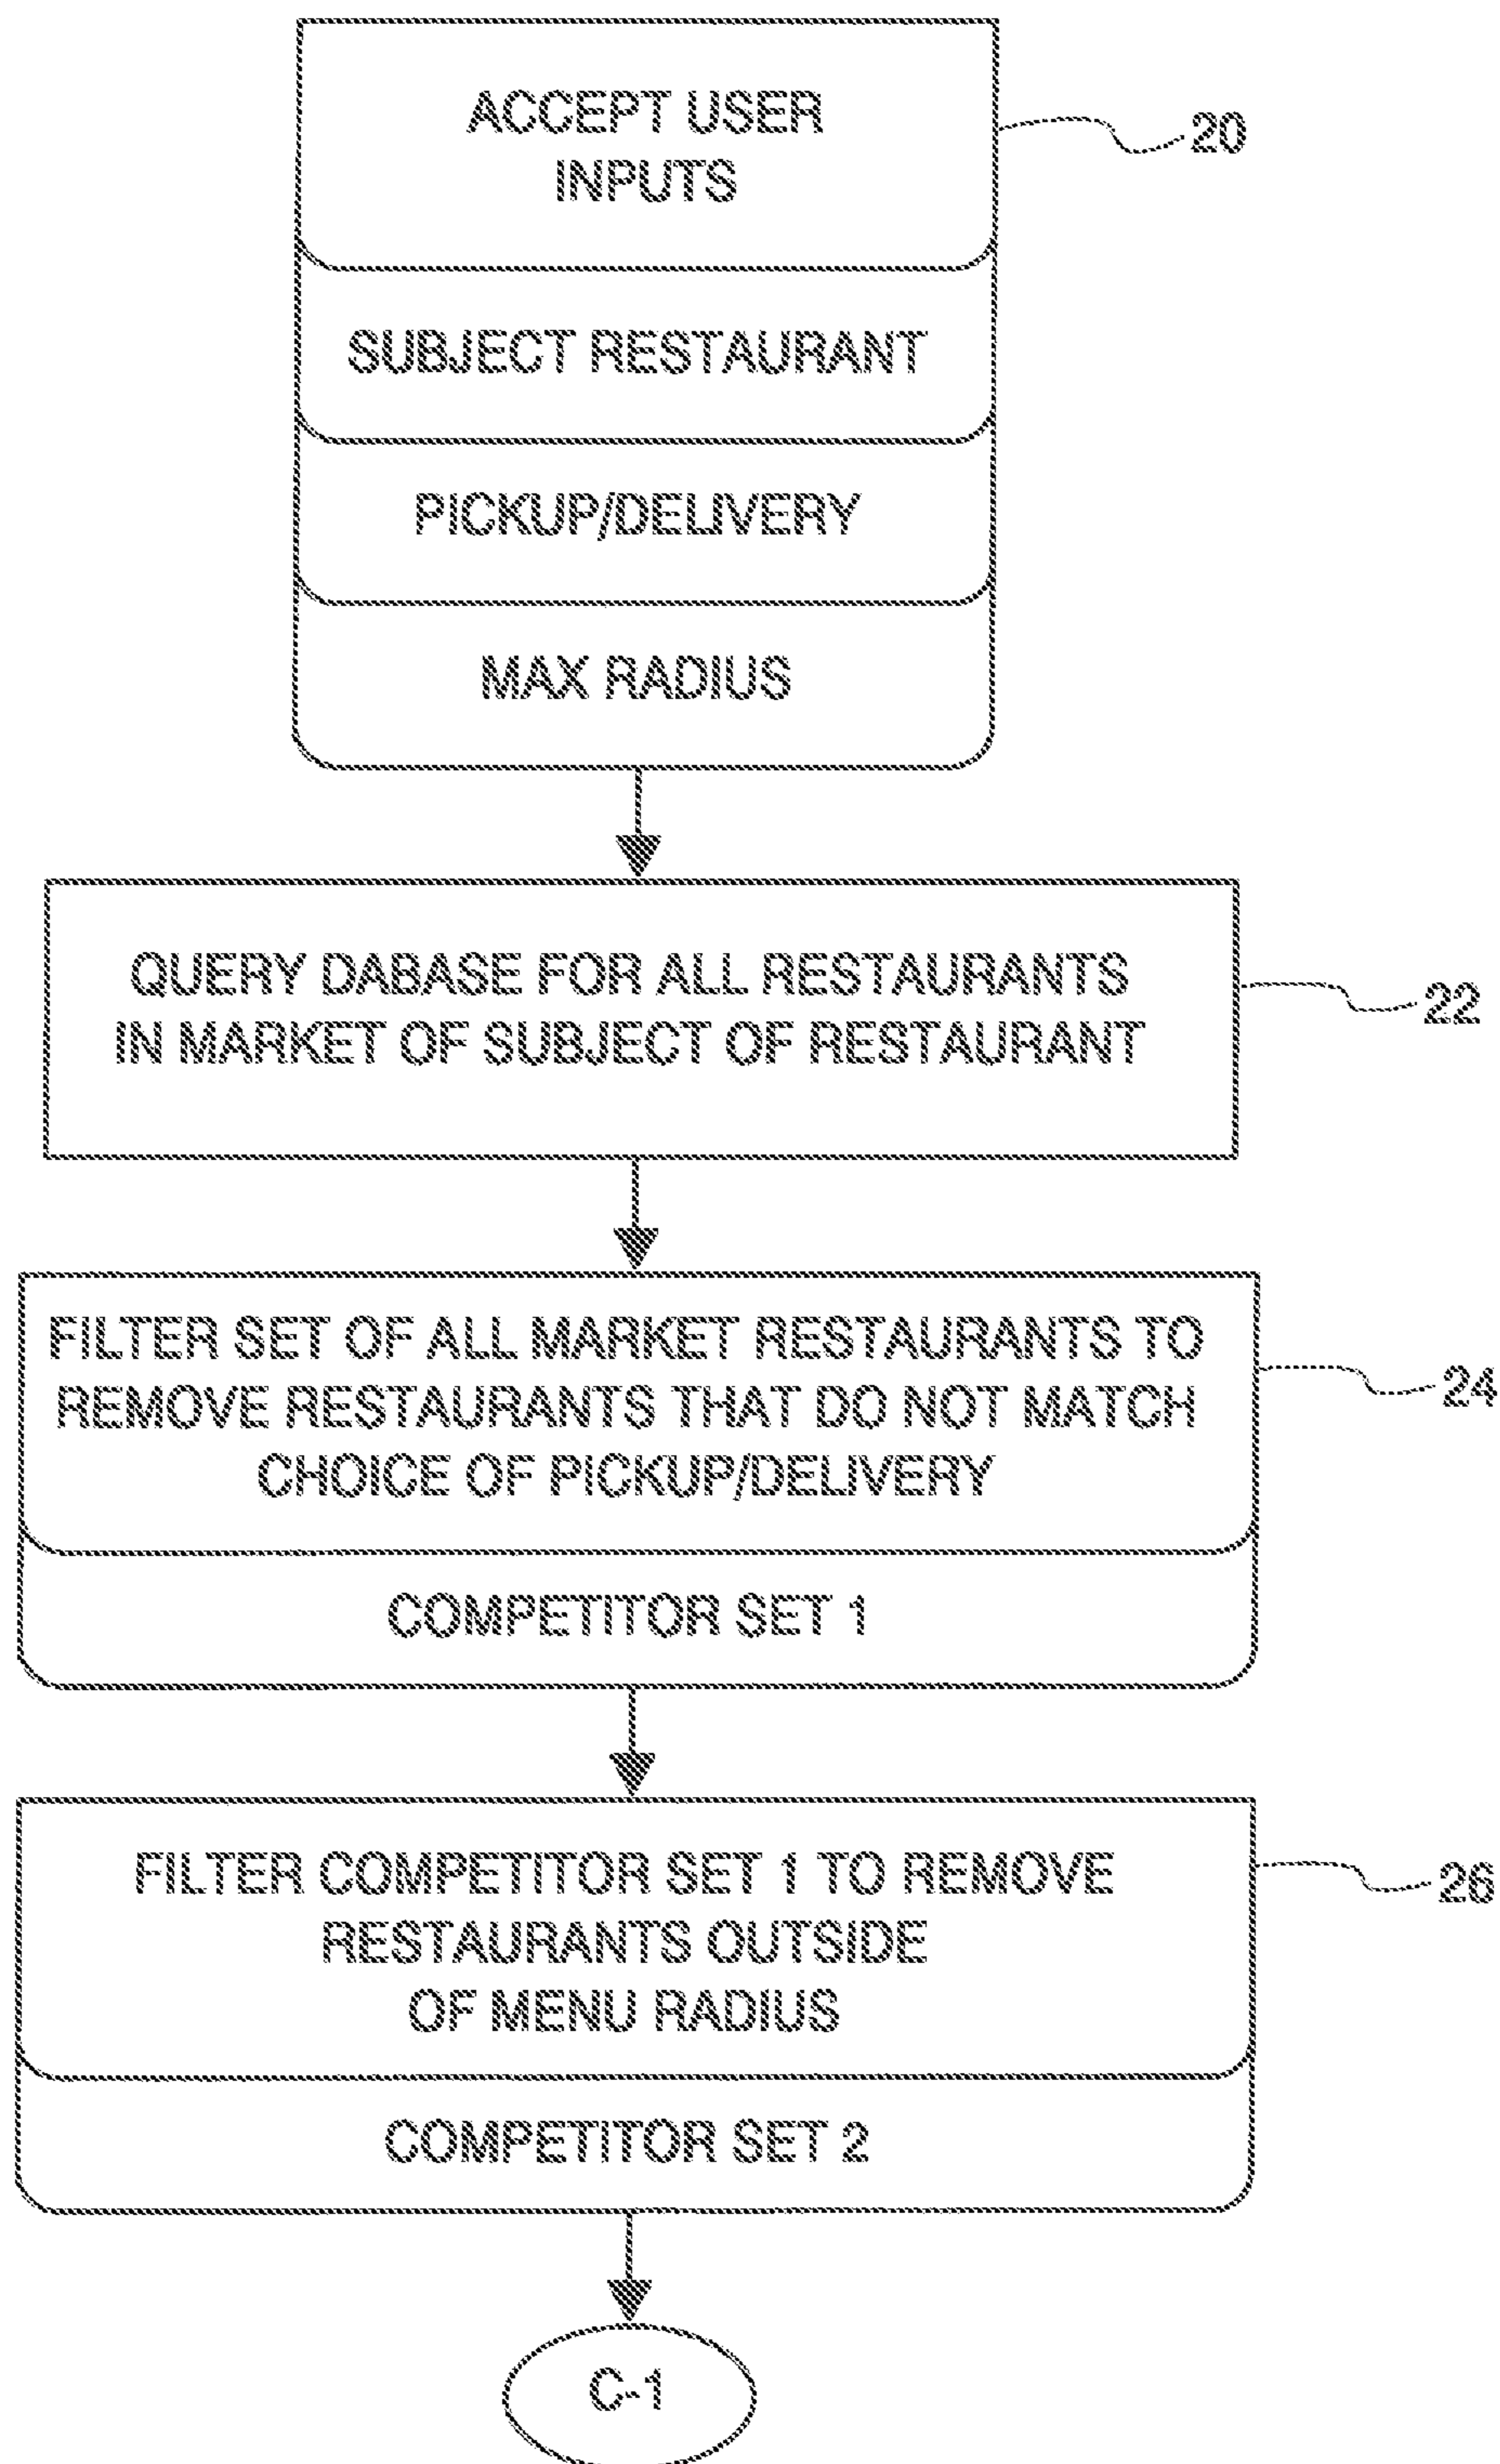 ACCEPT USER
INPUTS
20
SUBJECT RESTAURANT
PICKUP/DELIVERY
MAX RADIUS
QUERY DABASE FOR ALL RESTAURANTS
IN MARKET OF SUBJECT OF RESTAURANT
22
FILTER SET OF ALL MARKET RESTAURANTS TO
REMOVE RESTAURANTS THAT DO NOT MATCH
CHOICE OF PICKUP/DELIVERY
24
COMPETITOR SET 1
FILTER COMPETITOR SET 1 TO REMOVE
RESTAURANTS OUTSIDE
OF MENU RADIUS
26
COMPETITOR SET 2
C-1